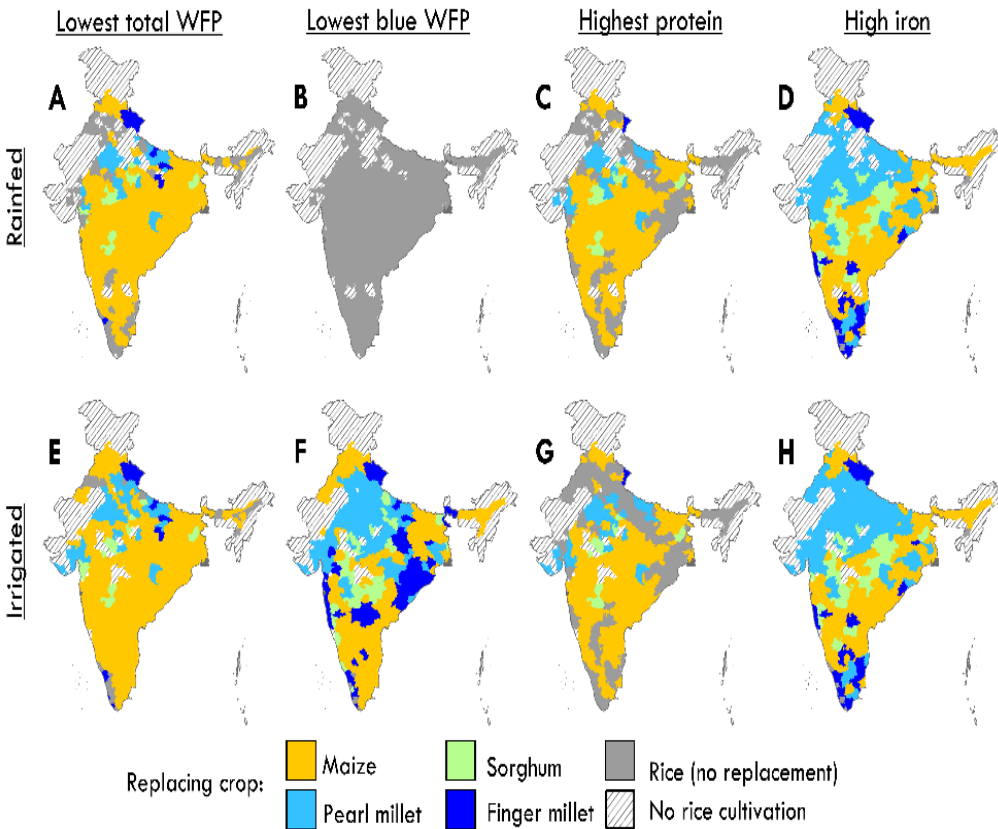 Lowest total WFP Lowest blue WFP Highest protein High iron
A B C D
Rainfed
E F G H
Irrigated
Replacing crop:
Maize Sorghum Rice (no replacement)
Pearl millet Finger millet No rice cultivation